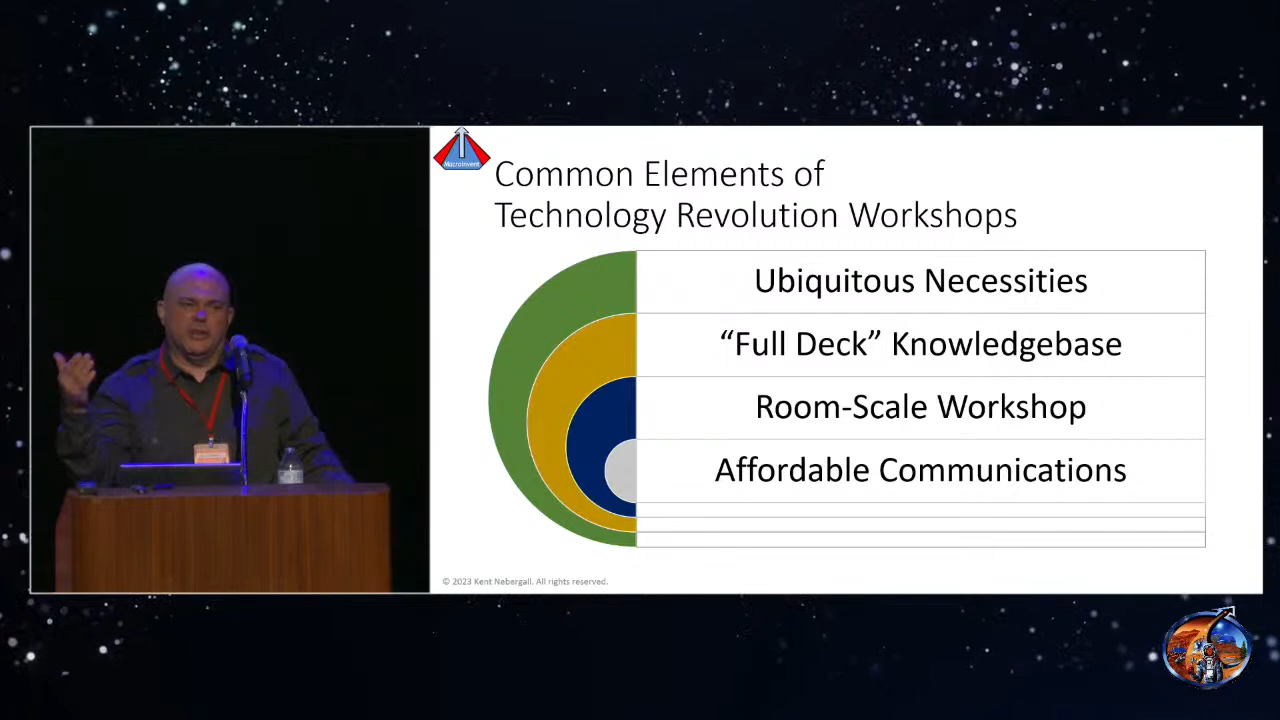 Macroinvent
Common Elements of
Technology Revolution Workshops
Ubiquitous Necessities
“Full Deck” Knowledgebase
Room-Scale Workshop
Affordable Communications
© 2023 Kent Nebergall. All rights reserved.